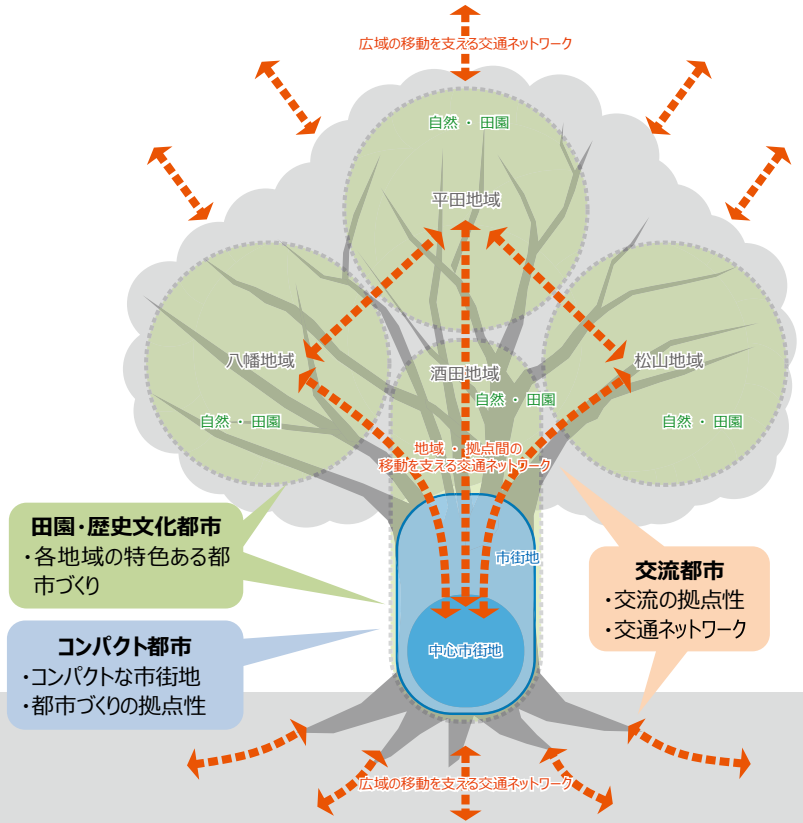 広域の移動を支える交通ネットワーク
自然・田園
平田地域
八幡地域
酒田地域
松山地域
自然・田園
自然・田園
自然・田園
地域・拠点間の
移動を支える交通ネットワーク
田園・歴史文化都市
・各地域の特色ある都
市づくり
市街地
交流都市
・交流の拠点性
・交通ネットワーク
コンパクト都市
・コンパクトな市街地
・都市づくりの拠点性
中心市街地
広域の移動を支える交通ネットワーク